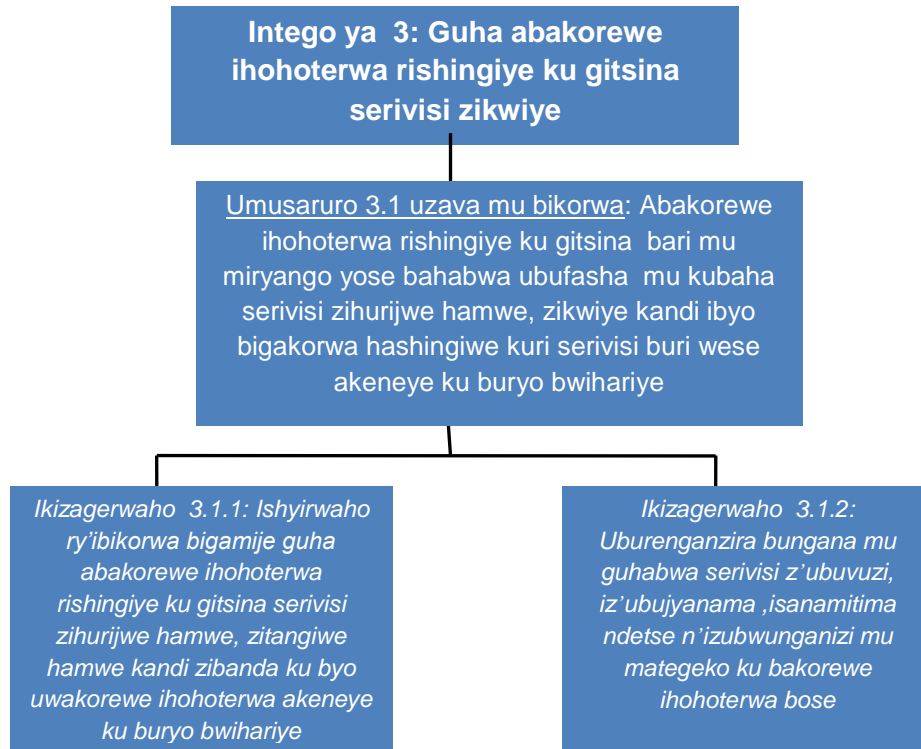 Intego ya 3: Guha abakorewe
ihohoterwa rishingiye ku gitsina
serivisi zikwiye
Umusaruro 3.1 uzava mu bikorwa: Abakorewe
ihohoterwa rishingiye ku gitsina bari mu
miryango yose bahabwa ubufasha mu kubaha
serivisi zihurijwe hamwe, zikwiye kandi ibyo
bigakorwa hashingiwe kuri serivisi buri wese
akeneye ku buryo bwihariye
Ikizagerwaho 3.1.1: Ishyirwaho
ry'ibikorwa bigamije guha
abakorewe ihohoterwa
rishingiye ku gitsina serivisi
zihurijwe hamwe, zitangiwe
hamwe kandi zibanda ku byo
uwakorewe ihohoterwa akeneye
ku buryo bwihariye
Ikizagerwaho 3.1.2:
Uburenganzira bungana mu
guhabwa serivisi z'ubuvuzi,
iz'ubujyanama ,isanamitima
ndetse n'izubwunganizi mu
mategeko ku bakorewe
ihohoterwa bose